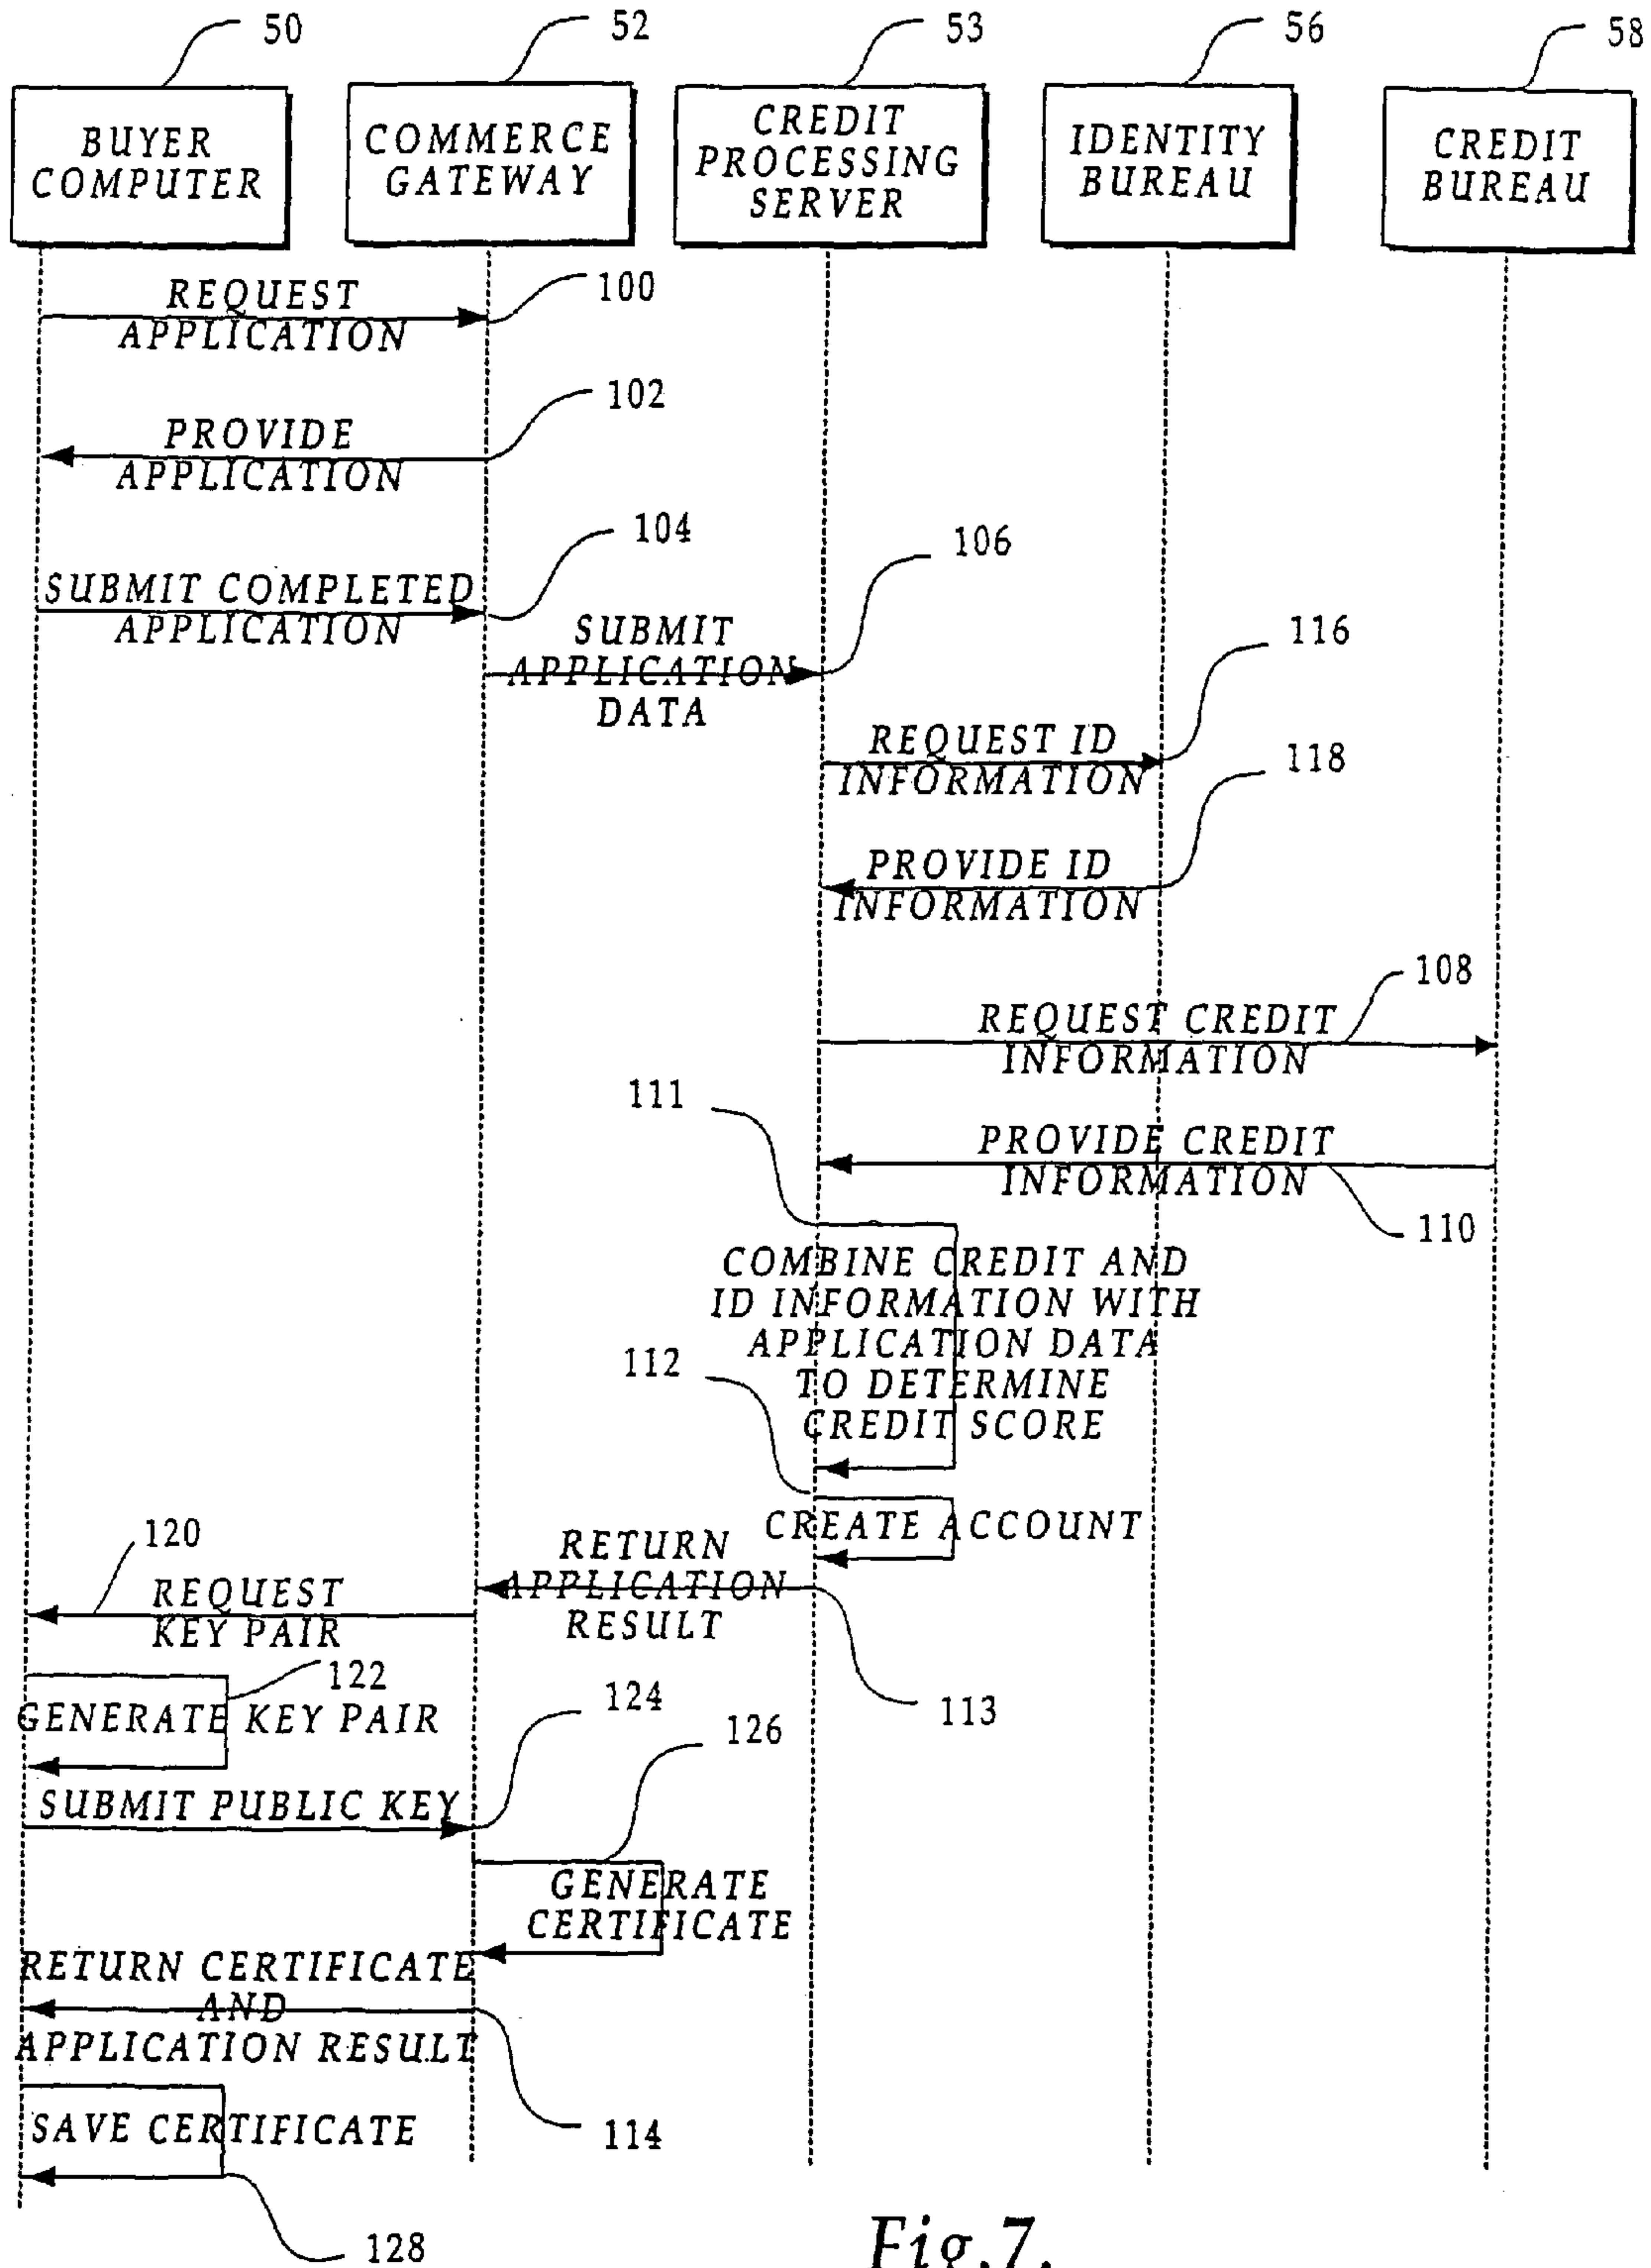 50
52
53
56
58
BUYER
COMPUTER
COMMERCE
GATEWAY
CREDIT
PROCESSING
SERVER
IDENTITY
BUREAU
CREDIT
BUREAU
REQUEST
APPLICATION
100
PROVIDE
APPLICATION
102
SUBMIT COMPLETED
APPLICATION
104
SUBMIT
APPLICATION
DATA
106
REQUEST ID
INFORMATION
116
PROVIDE ID
INFORMATION
118
REQUEST CREDIT
INFORMATION
108
PROVIDE CREDIT
INFORMATION
110
111
COMBINE CREDIT AND
ID INFORMATION WITH
APPLICATION DATA
TO DETERMINE
CREDIT SCORE
112
CREATE ACCOUNT
RETURN
APPLICATION
RESULT
113
120
REQUEST
KEY PAIR
122
GENERATE KEY PAIR
124
SUBMIT PUBLIC KEY
126
GENERATE
CERTIFICATE
RETURN CERTIFICATE
AND
APPLICATION RESULT
114
SAVE CERTIFICATE
128
Fig.7.